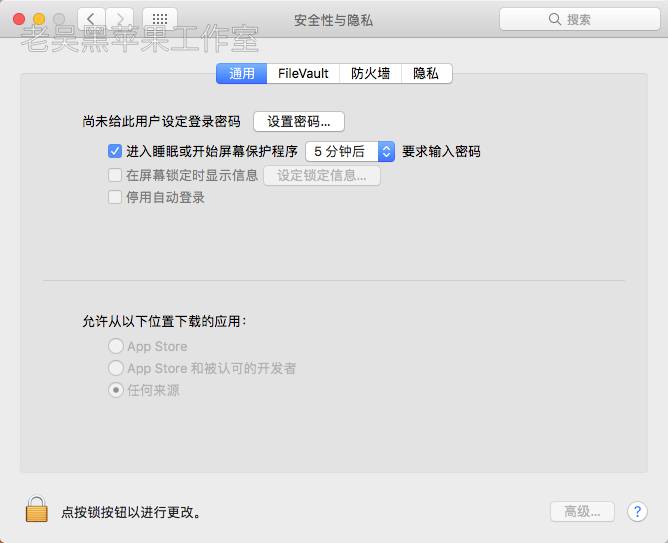 安全性与隐私
搜索
老吴黑苹果工作室
通用 FileVault 防火墙 隐私
尚未给此用户设定登录密码 设置密码...
进入睡眠或开始屏幕保护程序 5 分钟后 要求输入密码
在屏幕锁定时显示信息 设定锁定信息...
停用自动登录
允许从以下位置下载的应用：
App Store
App Store 和被认可的开发者
任何来源
点按锁按钮以进行更改。
高级... ?